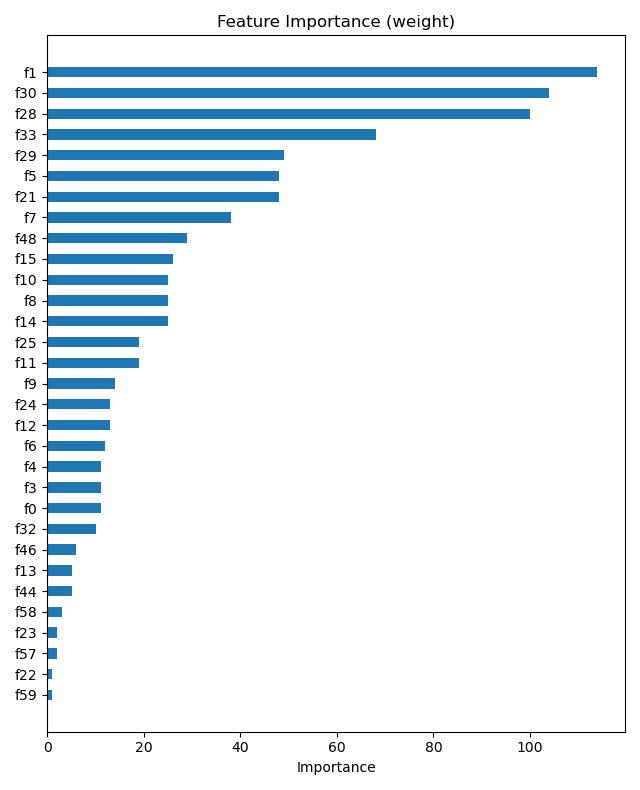 Feature Importance (weight)
f1
f30
f28
f33
f29
f5
f21
f7
f48
f15
f10
f8
f14
f25
f11
f9
f24
f12
f6
f4
f3
f0
f32
f46
f13
f44
f58
f23
f57
f22
f59
0 20 40 60 80 100
Importance